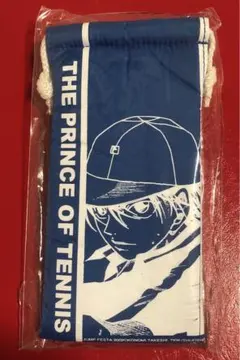 THE PRINCE OF TENNIS